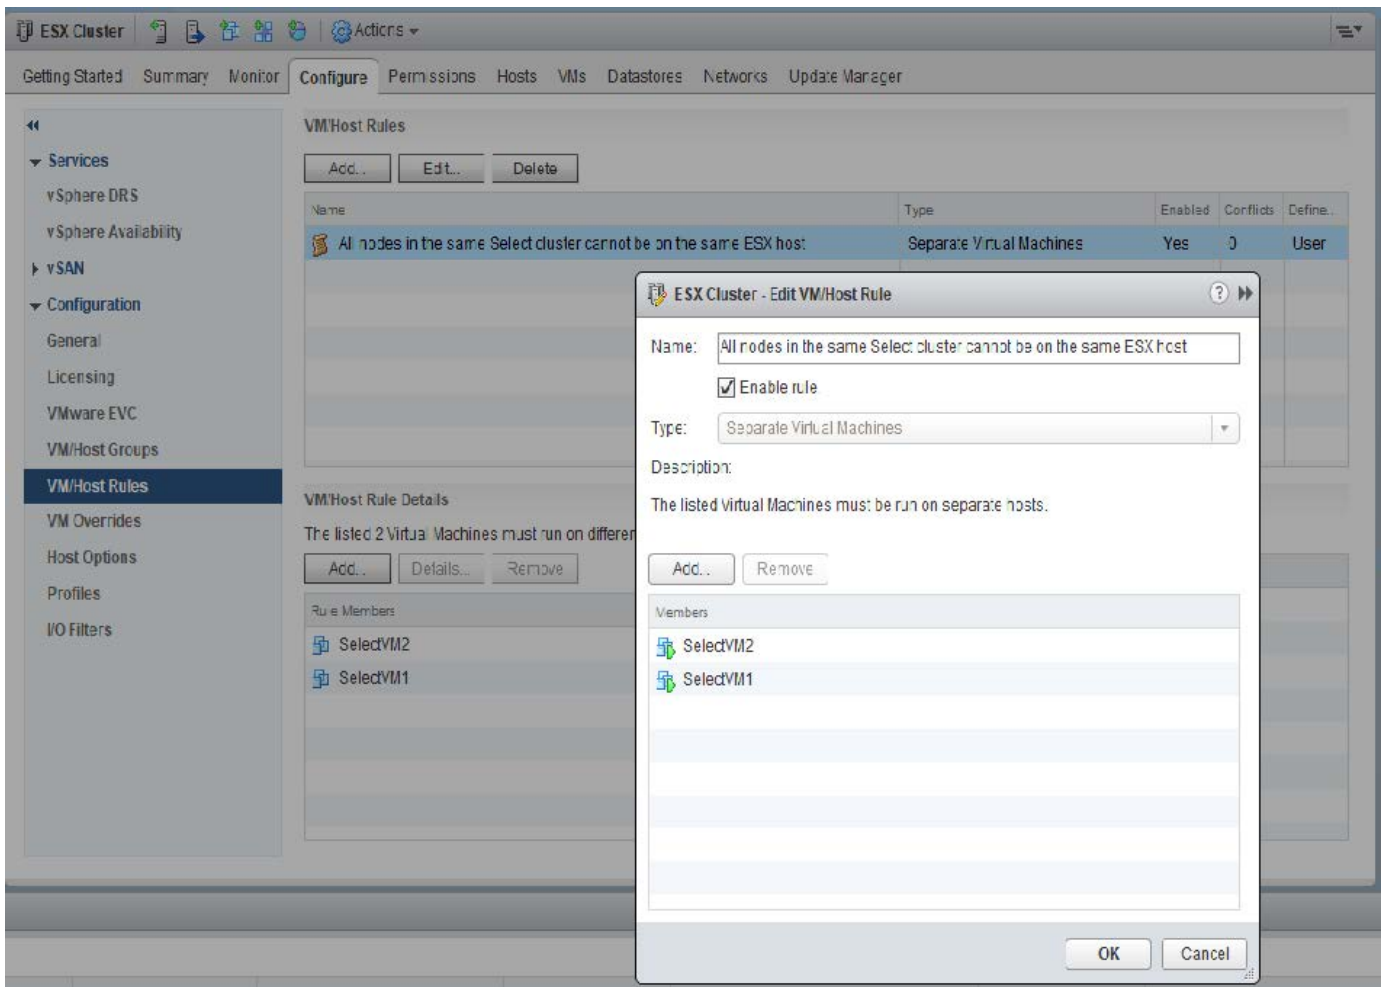 ESX Cluster Actions
Getting Started Summary Monitor Configure Permissions Hosts VMs Datastores Networks Update Manager
VM/Host Rules
Services
Add... Edit... Delete
vSphere DRS
Name Type Enabled Conflicts Define...
vSphere Availability
All nodes in the same Select cluster cannot be on the same ESX host Separate Virtual Machines Yes 0 User
vSAN
Configuration
General
Licensing
VMware EVC
VM/Host Groups
VM/Host Rules
VM Overrides
Host Options
Profiles
I/O Filters
VM/Host Rule Details
The listed 2 Virtual Machines must run on differen
Add... Details... Remove
Rule Members
SelectVM2
SelectVM1
ESX Cluster - Edit VM/Host Rule ?
Name: All nodes in the same Select cluster cannot be on the same ESX host
Enable rule
Type: Separate Virtual Machines
Description:
The listed Virtual Machines must be run on separate hosts.
Add... Remove
Members
SelectVM2
SelectVM1
OK Cancel